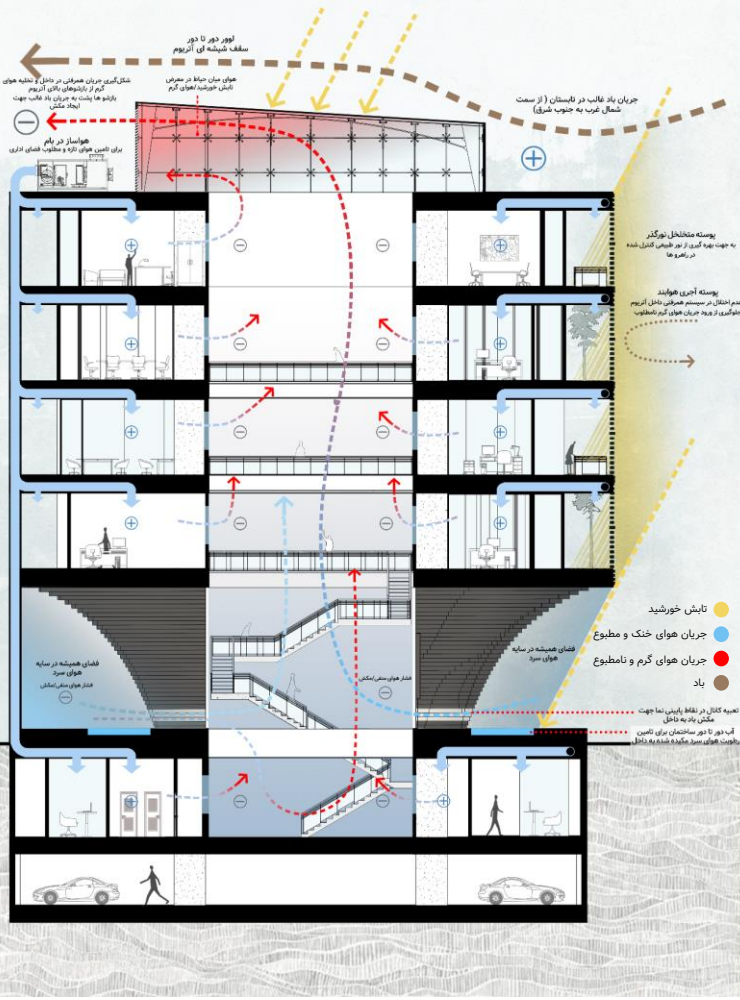 لوور دور تا دور
سقف شیشه ای آتریوم
شکل‌گیری جریان همرفتی در داخل و تخلیه هوای
گرم از بازشوهای بالای آتریوم
بازشو ها پشت به جریان باد غالب جهت
ایجاد مکش
هوای میان حیاط در معرض
تابش خورشید/هوای گرم
جریان باد غالب در تابستان ( از سمت
شمال غرب به جنوب شرق)
هواساز در بام
برای تامین هوای تازه و مطلوب فضای اداری
پوسته متخلخل نورگذر
به جهت بهره گیری از نور طبیعی کنترل شده
در راهرو ها
پوسته آجری هوابند
عدم اختلال در سیستم همرفتی داخل آتریوم
جلوگیری از ورود جریان هوای گرم نامطلوب
تابش خورشید
جریان هوای خنک و مطبوع
جریان هوای گرم و نامطبوع
باد
فضای همیشه در سایه
هوای سرد
فضای همیشه در سایه
هوای سرد
فشار هوای منفی/مکش
فشار هوای منفی/مکش
تعبیه کانال در نقاط پایینی نما جهت
مکش باد به داخل
آب دور تا دور ساختمان برای تامین
رطوبت هوای سرد مکیده شده به داخل